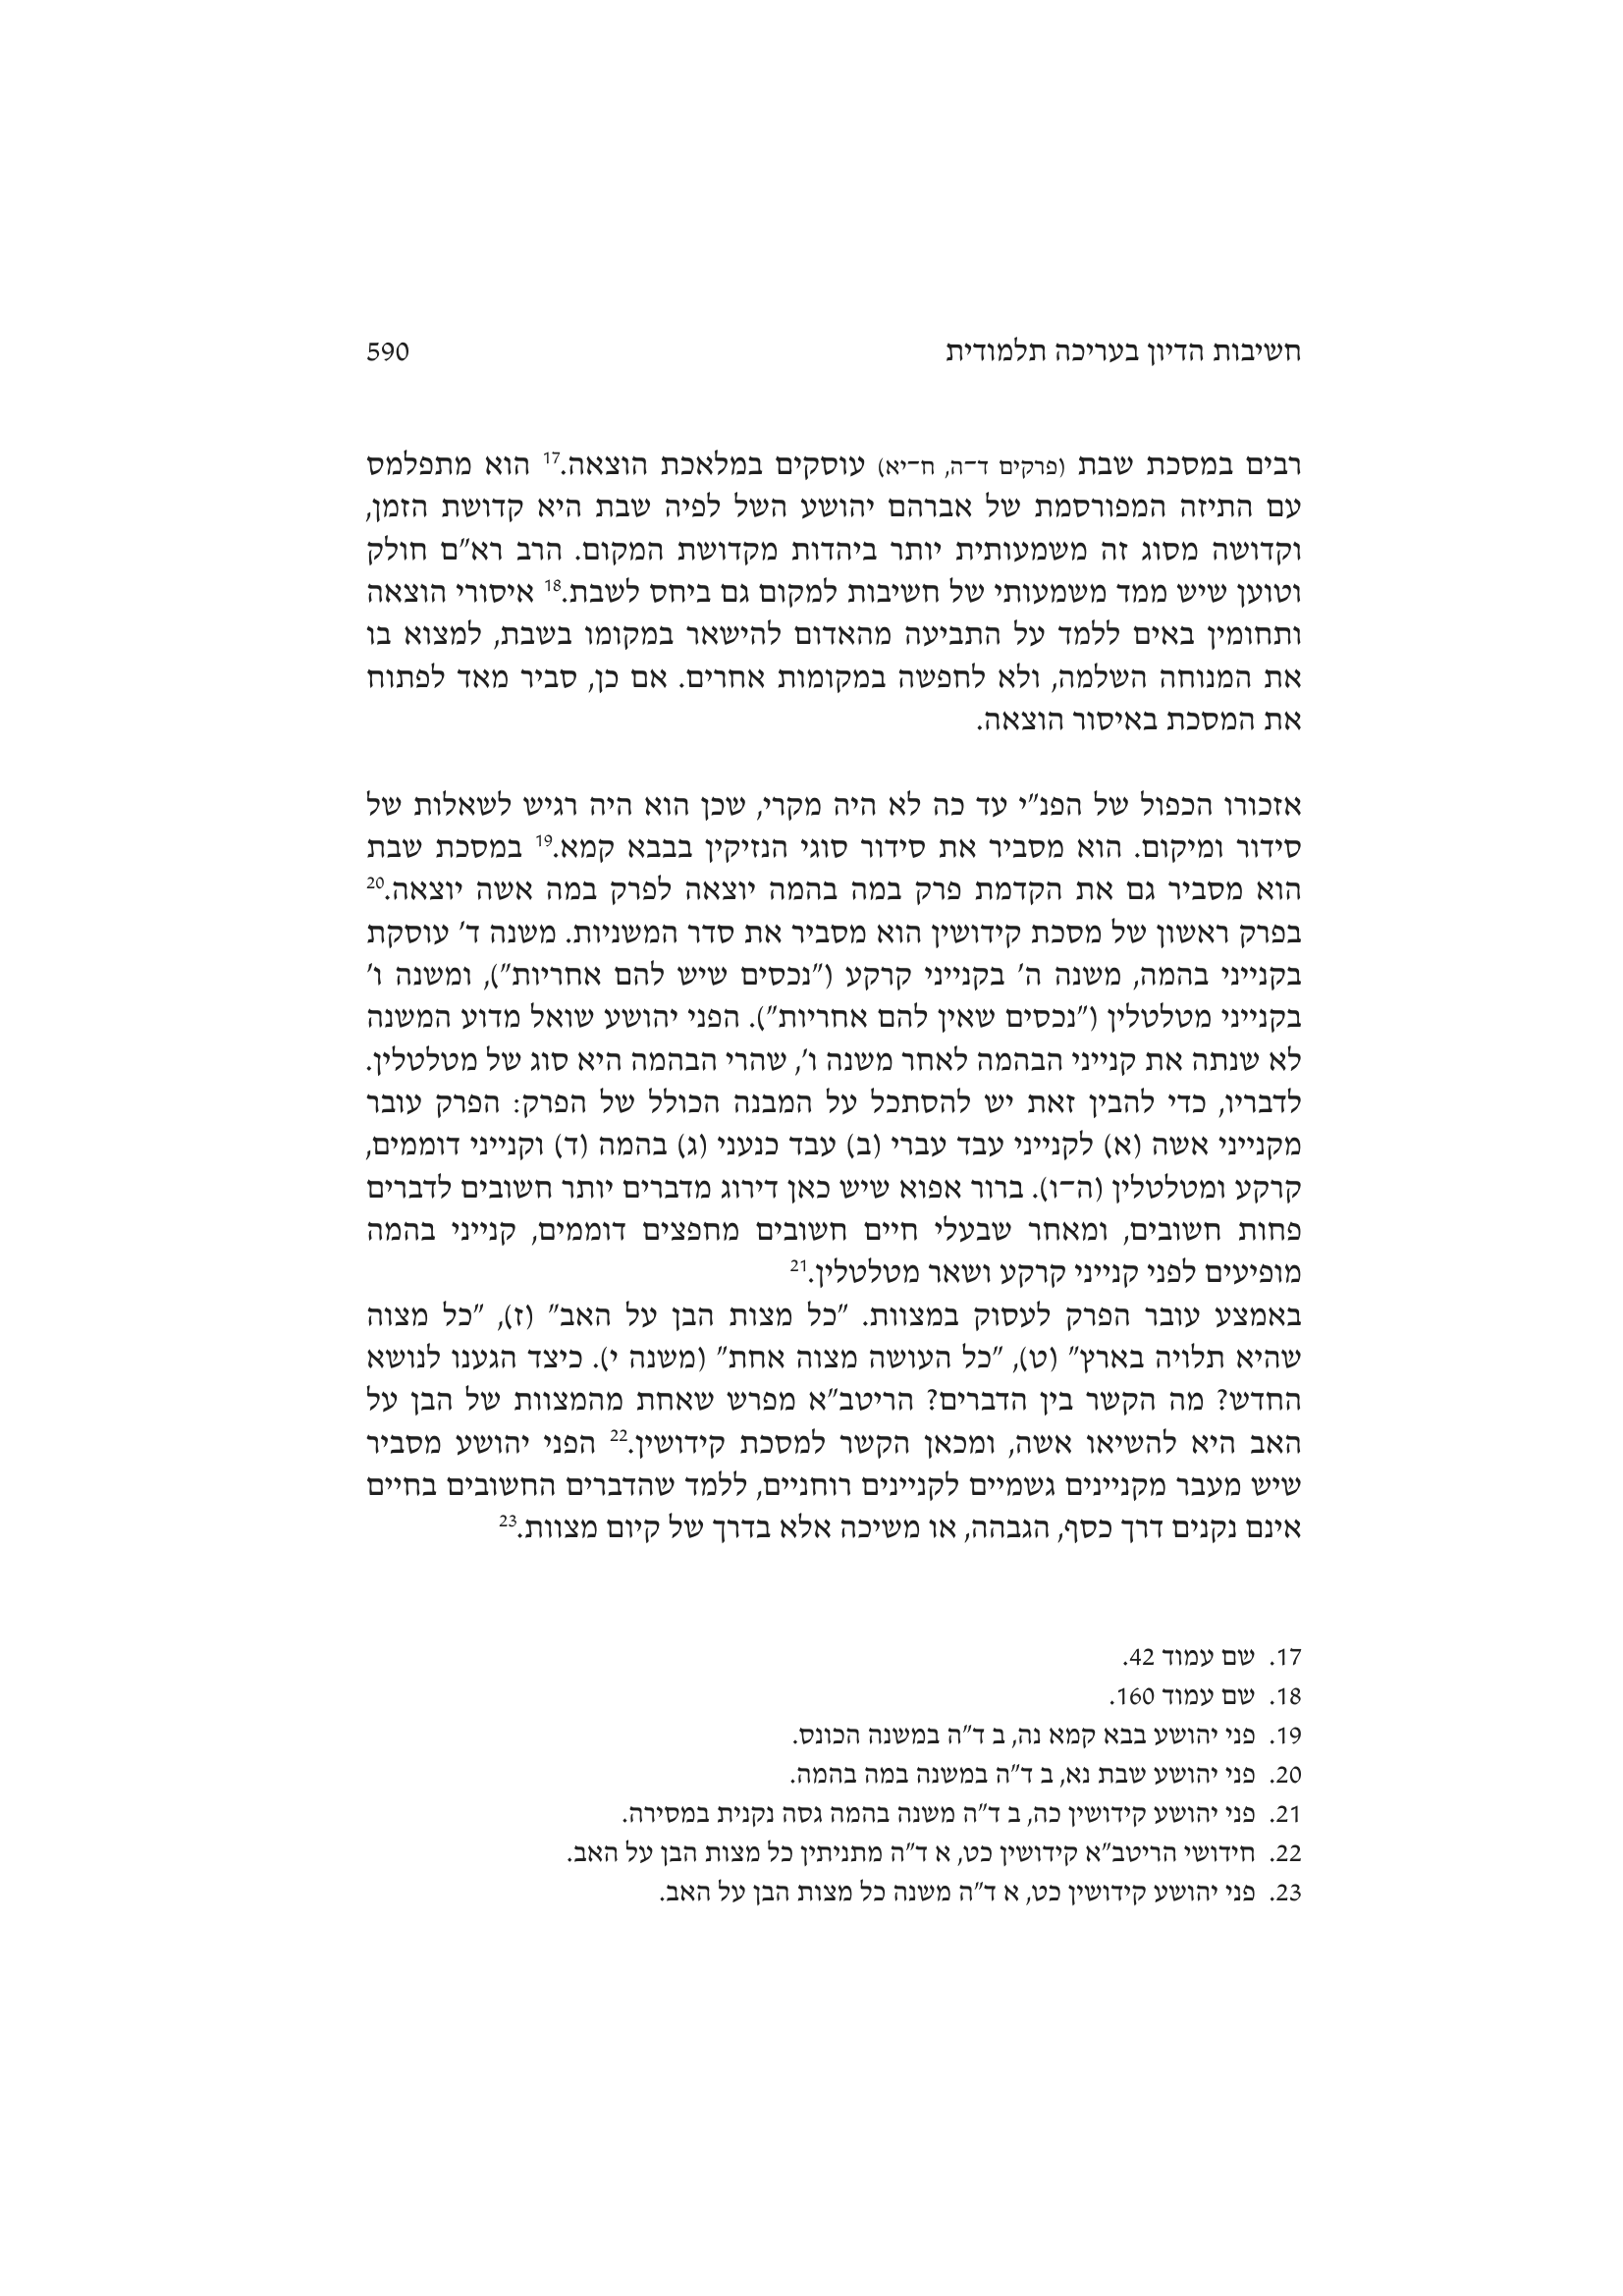 חשיבות הדיון בעריכה תלמודית 590
רבים במסכת שבת (פרקים ד־ה, ח־יא) עוסקים במלאכת הוצאה.17 הוא מתפלמס
עם התיזה המפורסמת של אברהם יהושע השל לפיה שבת היא קדושת הזמן,
וקדושה מסוג זה משמעותית יותר ביהדות מקדושת המקום. הרב רא"ם חולק
וטוען שיש ממד משמעותי של חשיבות למקום גם ביחס לשבת.18 איסורי הוצאה
ותחומין באים ללמד על התביעה מהאדום להישאר במקומו בשבת, למצוא בו
את המנוחה השלמה, ולא לחפשה במקומות אחרים. אם כן, סביר מאד לפתוח
את המסכת באיסור הוצאה.
אזכורו הכפול של הפנ"י עד כה לא היה מקרי, שכן הוא היה רגיש לשאלות של
סידור ומיקום. הוא מסביר את סידור סוגי הנזיקין בבבא קמא.19 במסכת שבת
הוא מסביר גם את הקדמת פרק במה בהמה יוצאה לפרק במה אשה יוצאה.20
בפרק ראשון של מסכת קידושין הוא מסביר את סדר המשניות. משנה ד' עוסקת
בקנייני בהמה, משנה ה' בקנייני קרקע ("נכסים שיש להם אחריות"), ומשנה ו'
בקנייני מטלטלין ("נכסים שאין להם אחריות"). הפני יהושע שואל מדוע המשנה
לא שנתה את קנייני הבהמה לאחר משנה ו', שהרי הבהמה היא סוג של מטלטלין.
לדבריו, כדי להבין זאת יש להסתכל על המבנה הכולל של הפרק: הפרק עובר
מקנייני אשה (א) לקנייני עבד עברי (ב) עבד כנעני (ג) בהמה (ד) וקנייני דוממים,
קרקע ומטלטלין (ה־ו). ברור אפוא שיש כאן דירוג מדברים יותר חשובים לדברים
פחות חשובים, ומאחר שבעלי חיים חשובים מחפצים דוממים, קנייני בהמה
מופיעים לפני קנייני קרקע ושאר מטלטלין.21
באמצע עובר הפרק לעסוק במצוות. "כל מצות הבן על האב" (ז), "כל מצוה
שהיא תלויה בארץ" (ט), "כל העושה מצוה אחת" (משנה י). כיצד הגענו לנושא
החדש? מה הקשר בין הדברים? הריטב"א מפרש שאחת מהמצוות של הבן על
האב היא להשיאו אשה, ומכאן הקשר למסכת קידושין.22 הפני יהושע מסביר
שיש מעבר מקניינים גשמיים לקניינים רוחניים, ללמד שהדברים החשובים בחיים
אינם נקנים דרך כסף, הגבהה, או משיכה אלא בדרך של קיום מצוות.23
17. שם עמוד 42.
18. שם עמוד 160.
19. פני יהושע בבא קמא נה, ב ד"ה במשנה הכונס.
20. פני יהושע שבת נא, ב ד"ה במשנה במה בהמה.
21. פני יהושע קידושין כה, ב ד"ה משנה בהמה גסה נקנית במסירה.
22. חידושי הריטב"א קידושין כט, א ד"ה מתניתין כל מצות הבן על האב.
23. פני יהושע קידושין כט, א ד"ה משנה כל מצות הבן על האב.